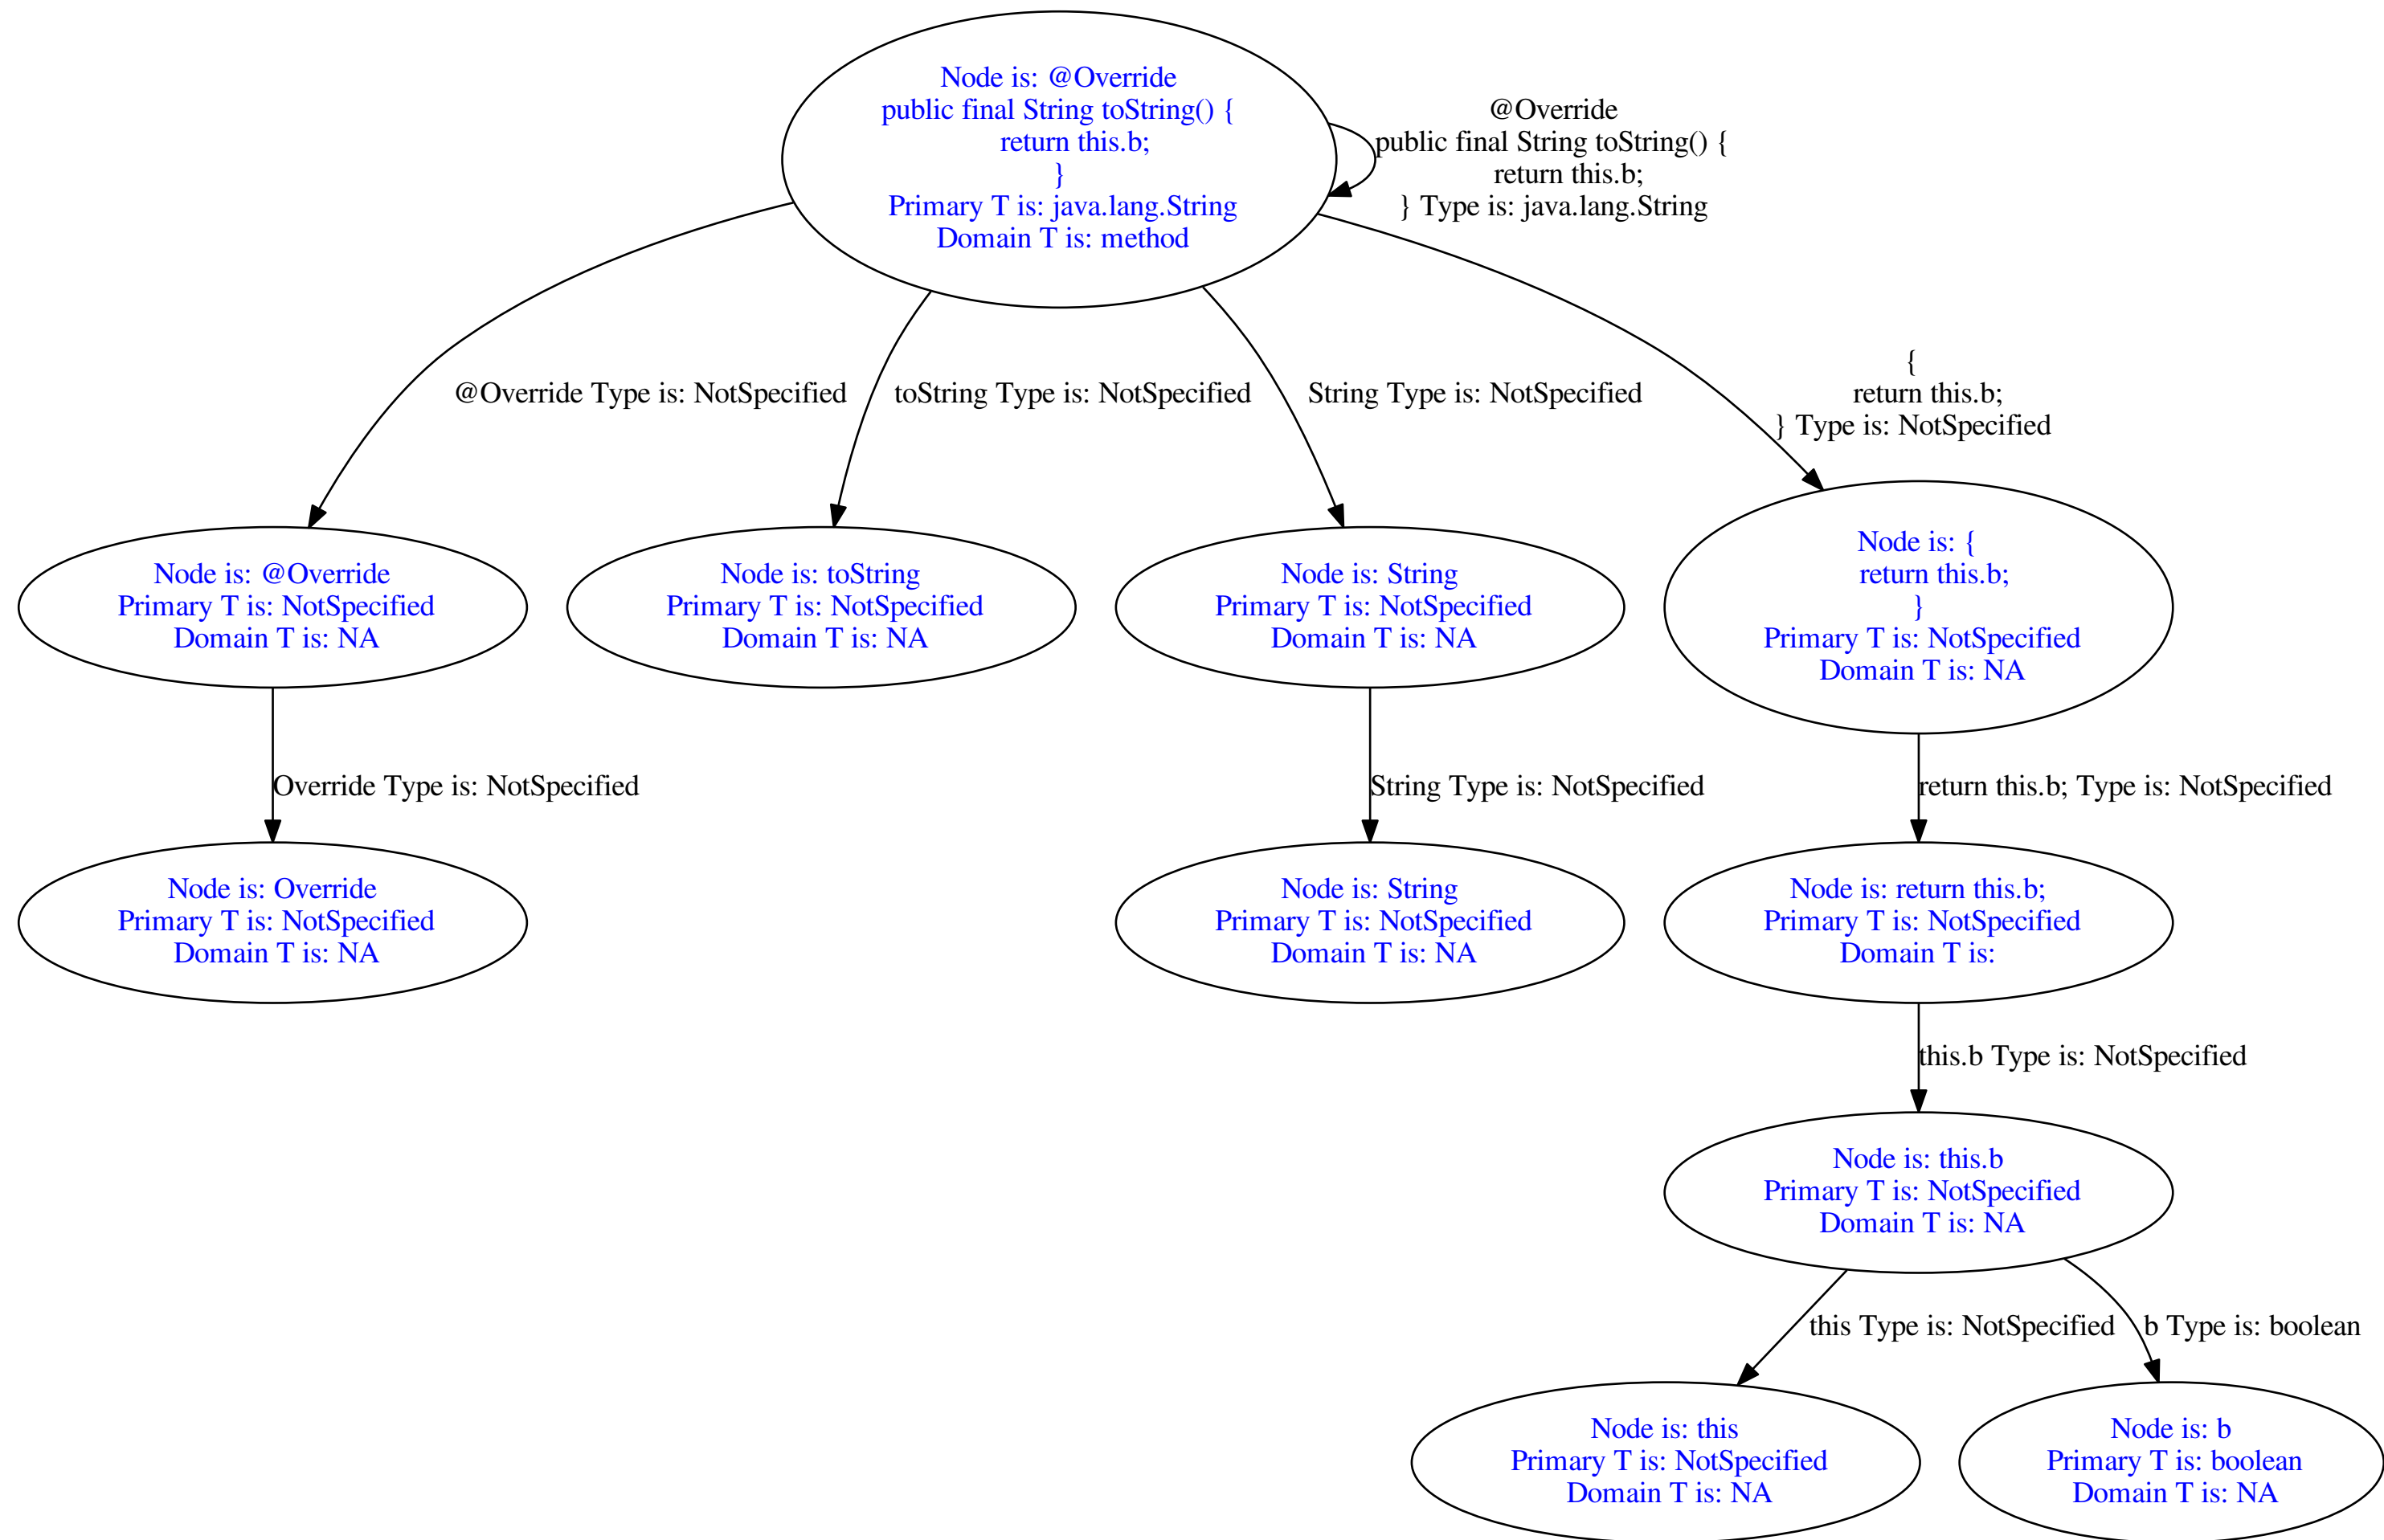 Node is: @Override
public final String toString() {
return this.b;
}
Primary T is: java.lang.String
Domain T is: method
@Override
public final String toString() {
return this.b;
} Type is: java.lang.String
@Override Type is: NotSpecified
toString Type is: NotSpecified
String Type is: NotSpecified
{
return this.b;
} Type is: NotSpecified
Node is: @Override
Primary T is: NotSpecified
Domain T is: NA
Node is: toString
Primary T is: NotSpecified
Domain T is: NA
Node is: String
Primary T is: NotSpecified
Domain T is: NA
Node is: {
return this.b;
}
Primary T is: NotSpecified
Domain T is: NA
Override Type is: NotSpecified
String Type is: NotSpecified
return this.b; Type is: NotSpecified
Node is: Override
Primary T is: NotSpecified
Domain T is: NA
Node is: String
Primary T is: NotSpecified
Domain T is: NA
Node is: return this.b;
Primary T is: NotSpecified
Domain T is:
this.b Type is: NotSpecified
Node is: this.b
Primary T is: NotSpecified
Domain T is: NA
this Type is: NotSpecified
b Type is: boolean
Node is: this
Primary T is: NotSpecified
Domain T is: NA
Node is: b
Primary T is: boolean
Domain T is: NA